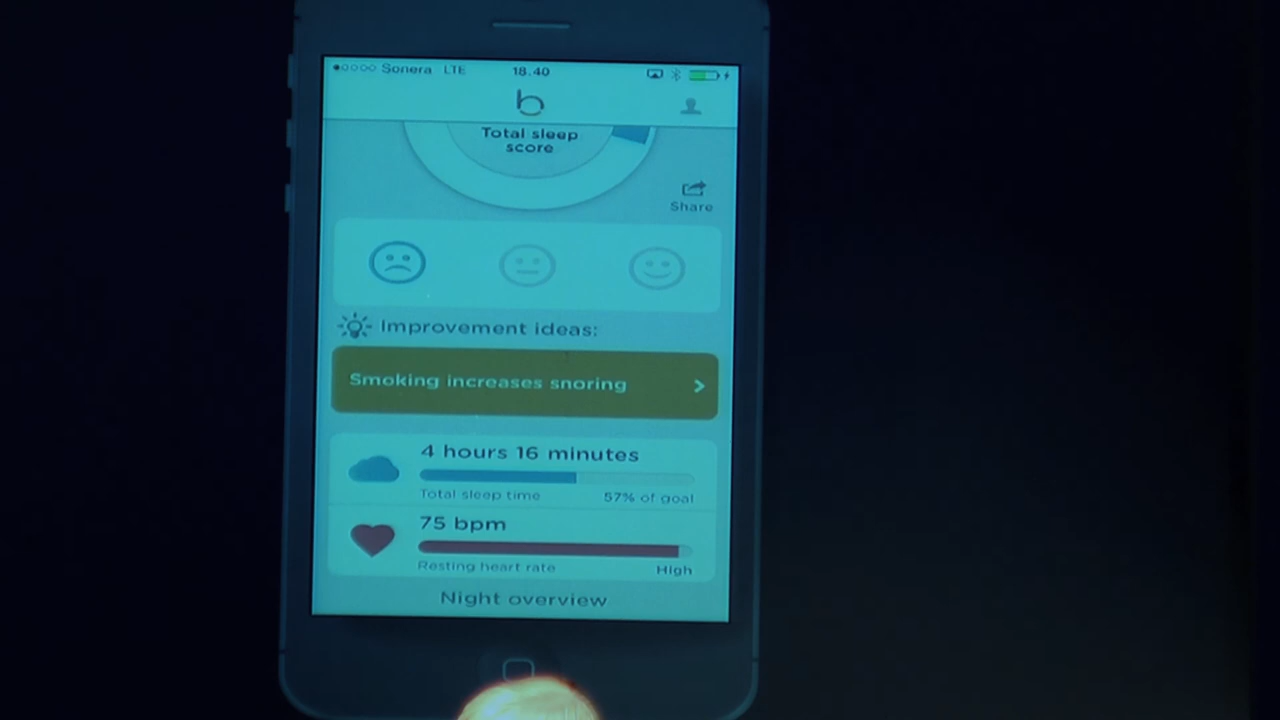 Sonera LTE 18.40
b
Total sleep
score
Share
Improvement ideas:
Smoking increases snoring
4 hours 16 minutes
Total sleep time 57% of goal
75 bpm
Resting heart rate High
Night overview